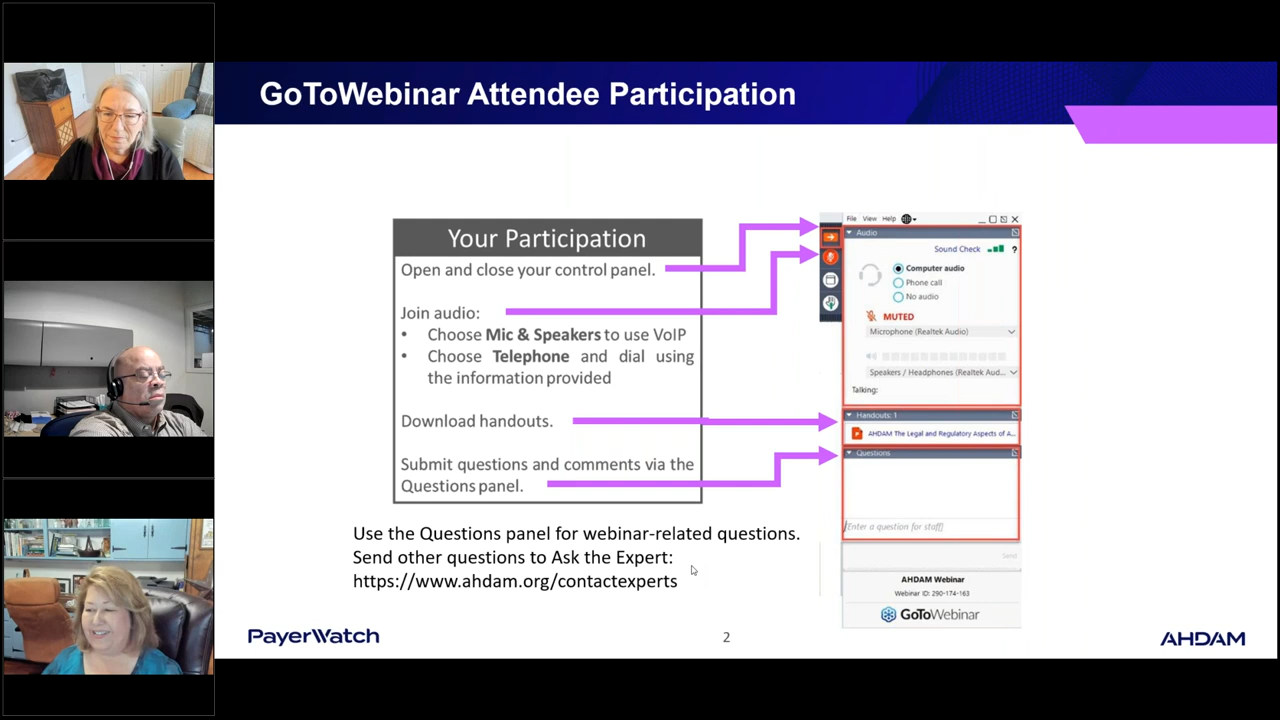 GoToWebinar Attendee Participation
Your Participation
Open and close your control panel.
Join audio:
• Choose Mic & Speakers to use VoIP
• Choose Telephone and dial using
the information provided
Download handouts.
Submit questions and comments via the
Questions panel.
Use the Questions panel for webinar-related questions.
Send other questions to Ask the Expert:
https://www.ahdam.org/contactexperts
File View Help
Audio
Sound Check ?
Computer audio
Phone call
No audio
MUTED
Microphone (Realtek Audio)
Speakers / Headphones (Realtek Aud...
Talking:
Handouts: 1
AHDAM The Legal and Regulatory Aspects of A...
Questions
[Enter a question for staff]
Send
AHDAM Webinar
Webinar ID: 290-174-163
GoToWebinar
PayerWatch
2
AHDAM